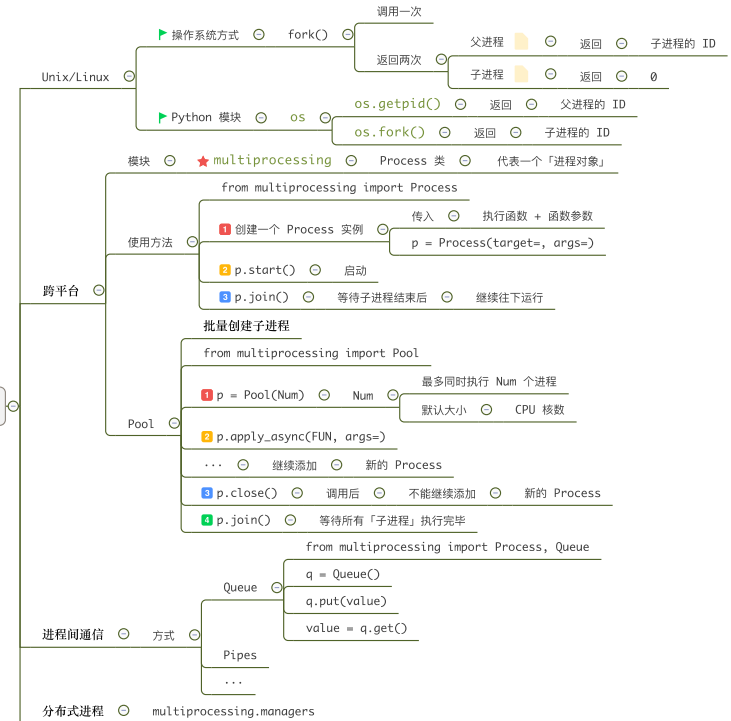 Unix/Linux
操作系统方式
fork()
调用一次
返回两次
父进程 返回 子进程的 ID
子进程 返回 0
Python 模块
os
os.getpid() 返回 父进程的 ID
os.fork() 返回 子进程的 ID
跨平台
模块 multiprocessing Process 类 代表一个「进程对象」
使用方法
from multiprocessing import Process
1 创建一个 Process 实例
传入 执行函数 + 函数参数
p = Process(target=, args=)
2 p.start() 启动
3 p.join() 等待子进程结束后 继续往下运行
Pool
批量创建子进程
from multiprocessing import Pool
1 p = Pool(Num) Num
最多同时执行 Num 个进程
默认大小 CPU 核数
2 p.apply_async(FUN, args=)
... 继续添加 新的 Process
3 p.close() 调用后 不能继续添加 新的 Process
4 p.join() 等待所有「子进程」执行完毕
进程间通信
方式
Queue
from multiprocessing import Process, Queue
q = Queue()
q.put(value)
value = q.get()
Pipes
...
分布式进程 multiprocessing.managers